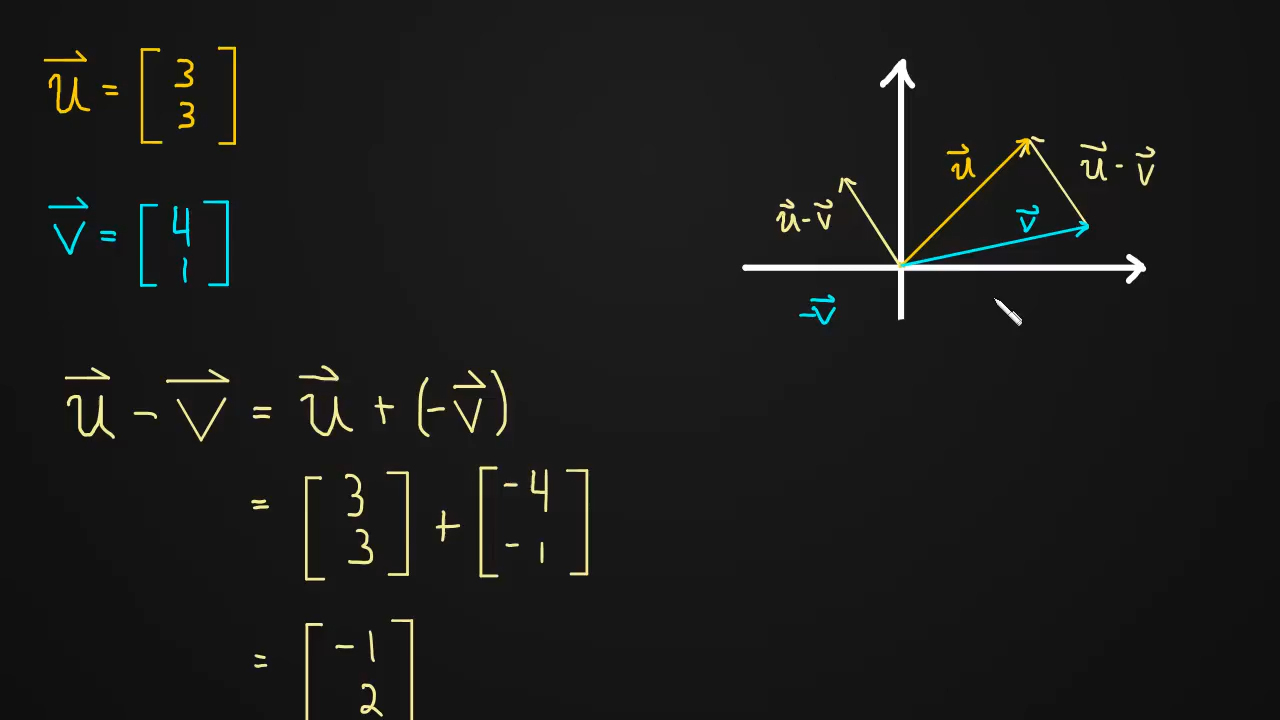 u⃗ = [ 3
3 ]
v⃗ = [ 4
1 ]
u⃗ - v⃗ = u⃗ + (-v⃗)
= [ 3
3 ] + [ -4
-1 ]
= [ -1
2 ]
u⃗
u⃗ - v⃗
v⃗
u⃗ - v⃗
-v⃗